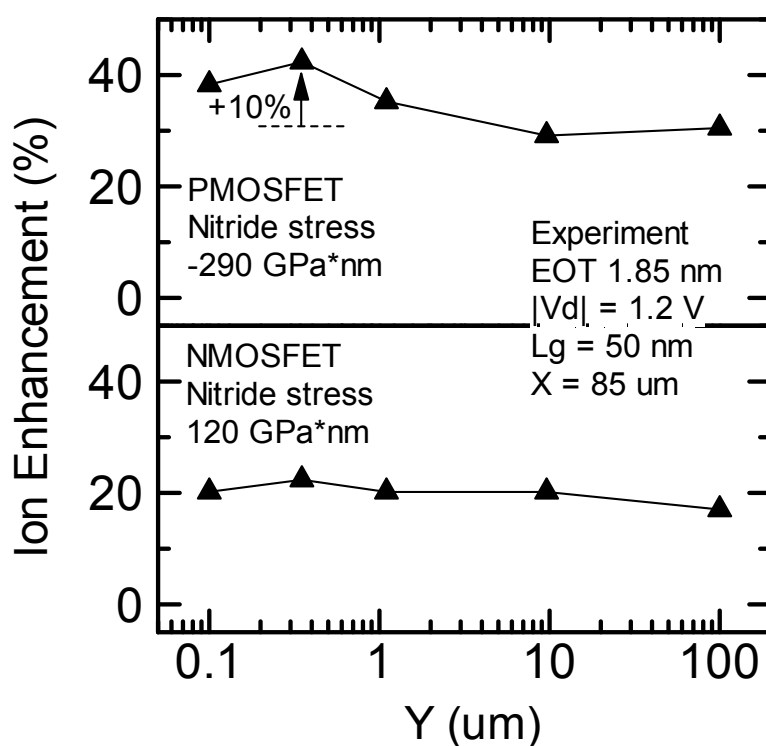 Ion Enhancement (%)
40
20
0
+10%
PMOSFET
Nitride stress
-290 GPa*nm
Experiment
EOT 1.85 nm
|Vd| = 1.2 V
Lg = 50 nm
X = 85 um
NMOSFET
Nitride stress
120 GPa*nm
40
20
0
0.1 1 10 100
Y (um)